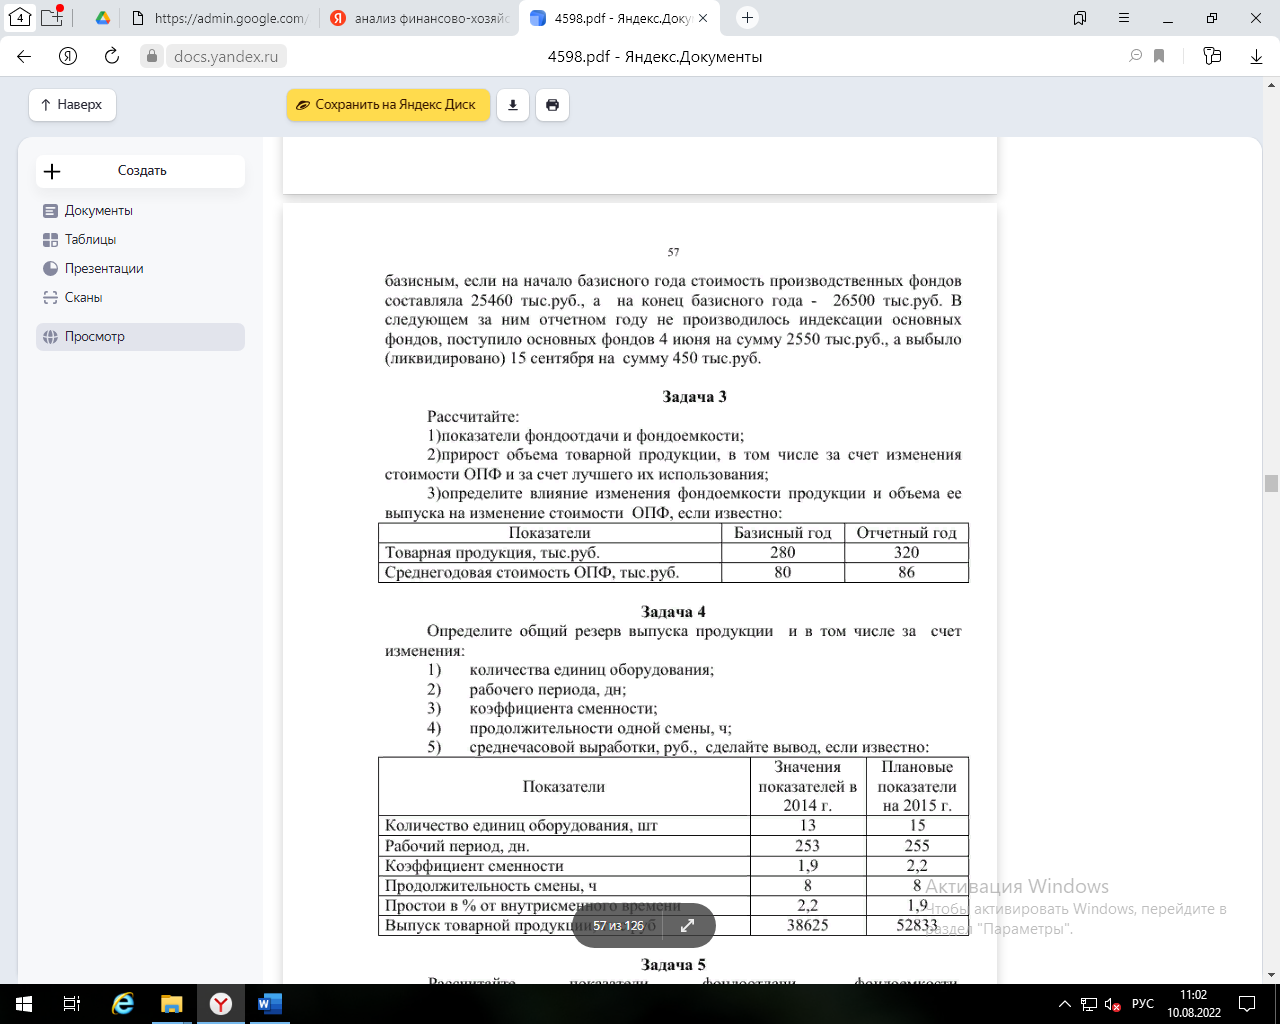 4
https://admin.google.com/
анализ финансово-хозяйс
4598.pdf - Яндекс.Доку
docs.yandex.ru
4598.pdf - Яндекс.Документы
Наверх
Сохранить на Яндекс Диск
Создать
Документы
Таблицы
Презентации
Сканы
Просмотр
57
базисным, если на начало базисного года стоимость производственных фондов
составляла 25460 тыс.руб., а на конец базисного года - 26500 тыс.руб. В
следующем за ним отчетном году не производилось индексации основных
фондов, поступило основных фондов 4 июня на сумму 2550 тыс.руб., а выбыло
(ликвидировано) 15 сентября на сумму 450 тыс.руб.
Задача 3
Рассчитайте:
1)показатели фондоотдачи и фондоемкости;
2)прирост объема товарной продукции, в том числе за счет изменения
стоимости ОПФ и за счет лучшего их использования;
3)определите влияние изменения фондоемкости продукции и объема ее
выпуска на изменение стоимости ОПФ, если известно:
Показатели Базисный год Отчетный год
Товарная продукция, тыс.руб. 280 320
Среднегодовая стоимость ОПФ, тыс.руб. 80 86
Задача 4
Определите общий резерв выпуска продукции и в том числе за счет
изменения:
1) количества единиц оборудования;
2) рабочего периода, дн;
3) коэффициента сменности;
4) продолжительности одной смены, ч;
5) среднечасовой выработки, руб., сделайте вывод, если известно:
Показатели Значения показателей в 2014 г. Плановые показатели на 2015 г.
Количество единиц оборудования, шт 13 15
Рабочий период, дн. 253 255
Коэффициент сменности 1,9 2,2
Продолжительность смены, ч 8 8
Простои в % от внутрисменного времени 2,2 1,9
Выпуск товарной продукции руб 38625 52833
57 из 126
Активация Windows
Чтобы активировать Windows, перейдите в
раздел "Параметры".
Задача 5
Рассчитайте показатели фондоотдачи, фондоемкости,
РУС
11:02
10.08.2022